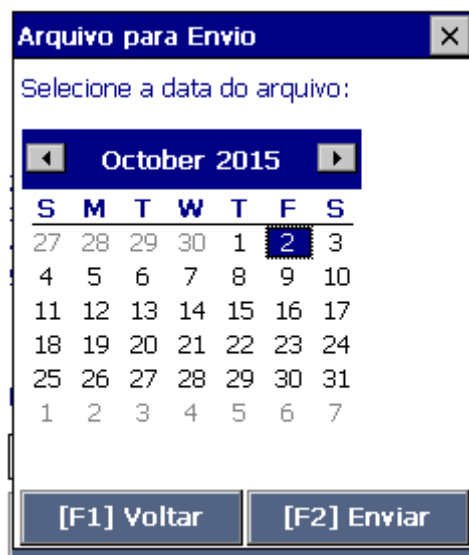 Arquivo para Envio
Selecione a data do arquivo:
October 2015
S M T W T F S
27 28 29 30 1 2 3
4 5 6 7 8 9 10
11 12 13 14 15 16 17
18 19 20 21 22 23 24
25 26 27 28 29 30 31
1 2 3 4 5 6 7
[F1] Voltar [F2] Enviar